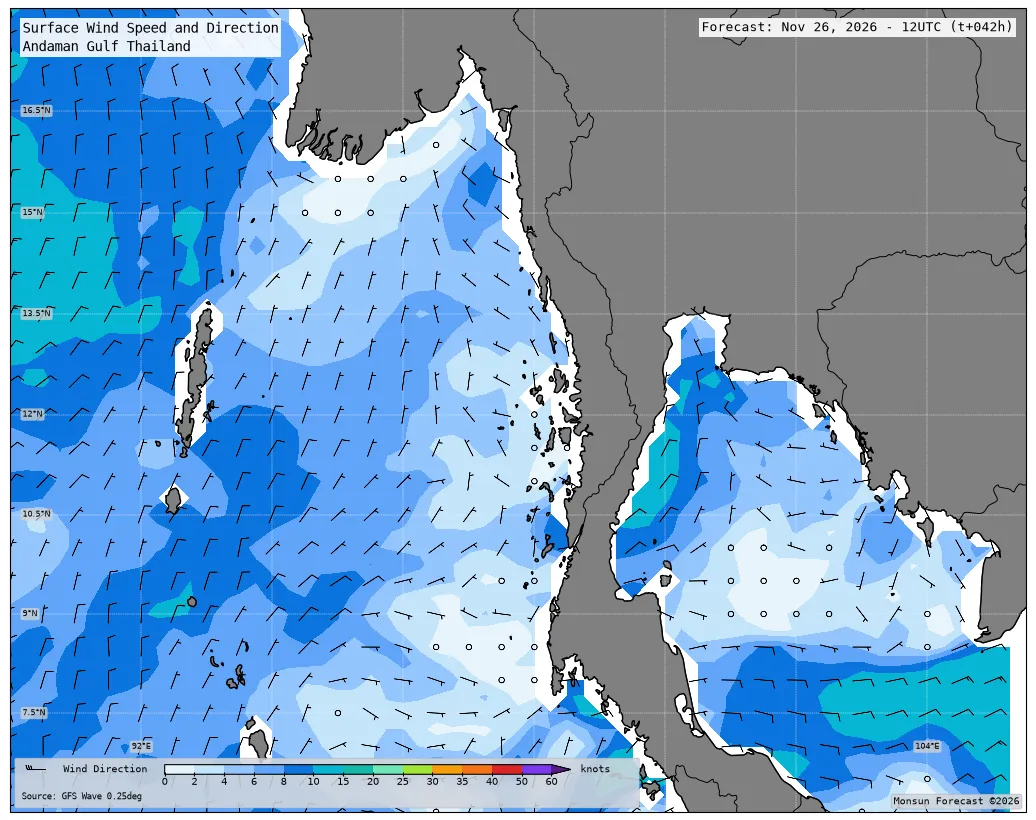 Surface Wind Speed and Direction
Andaman Gulf Thailand
Forecast: Nov 26, 2026 - 12UTC (t+042h)
16.5°N
15°N
13.5°N
12°N
10.5°N
9°N
7.5°N
92°E
104°E
Wind Direction
0 2 4 6 8 10 15 20 25 30 35 40 50 60 knots
Source: GFS Wave 0.25deg
Monsun Forecast ©2026